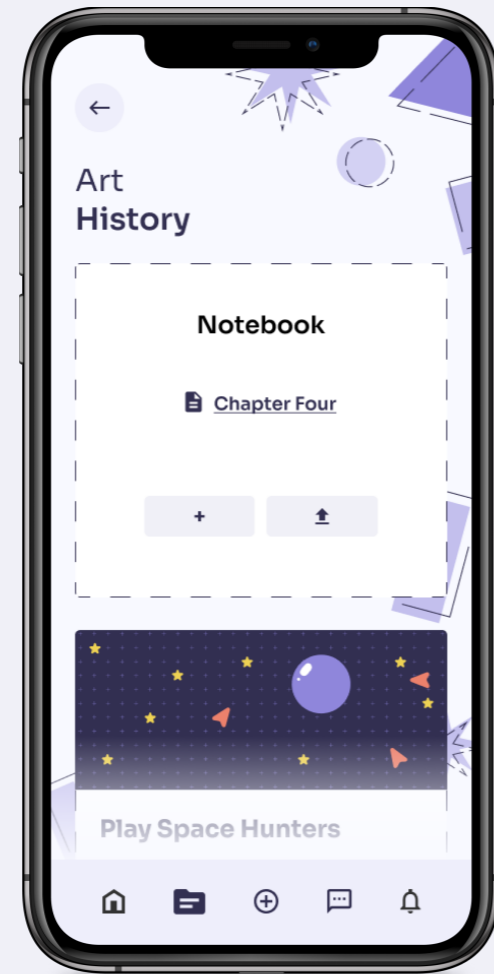 Art
History
Notebook
Chapter Four
+
Play Space Hunters